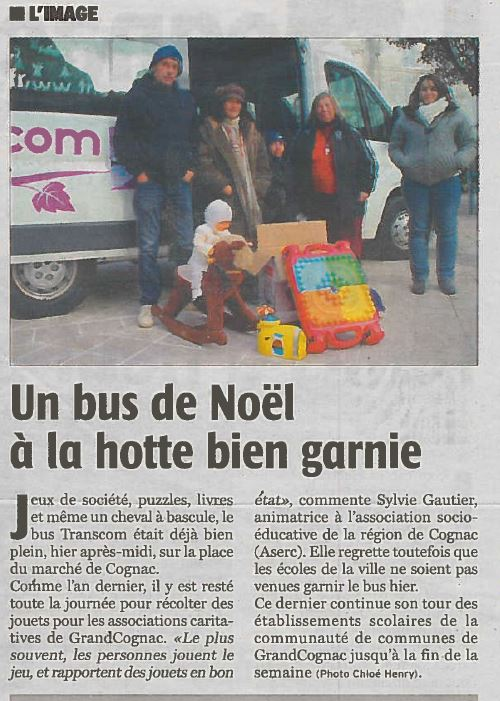 L'IMAGE
com
Un bus de Noël
à la hotte bien garnie
Jeux de société, puzzles, livres
et même un cheval à bascule, le
bus Transcom était déjà bien
plein, hier après-midi, sur la place
du marché de Cognac.
Comme l'an dernier, il y est resté
toute la journée pour récolter des
jouets pour les associations carita-
tives de GrandCognac. «Le plus
souvent, les personnes jouent le
jeu, et rapportent des jouets en bon
état», commente Sylvie Gautier,
animatrice à l'association socio-
éducative de la région de Cognac
(Aserc). Elle regrette toutefois que
les écoles de la ville ne soient pas
venues garnir le bus hier.
Ce dernier continue son tour des
établissements scolaires de la
communauté de communes de
GrandCognac jusqu'à la fin de la
semaine (Photo Chloé Henry).